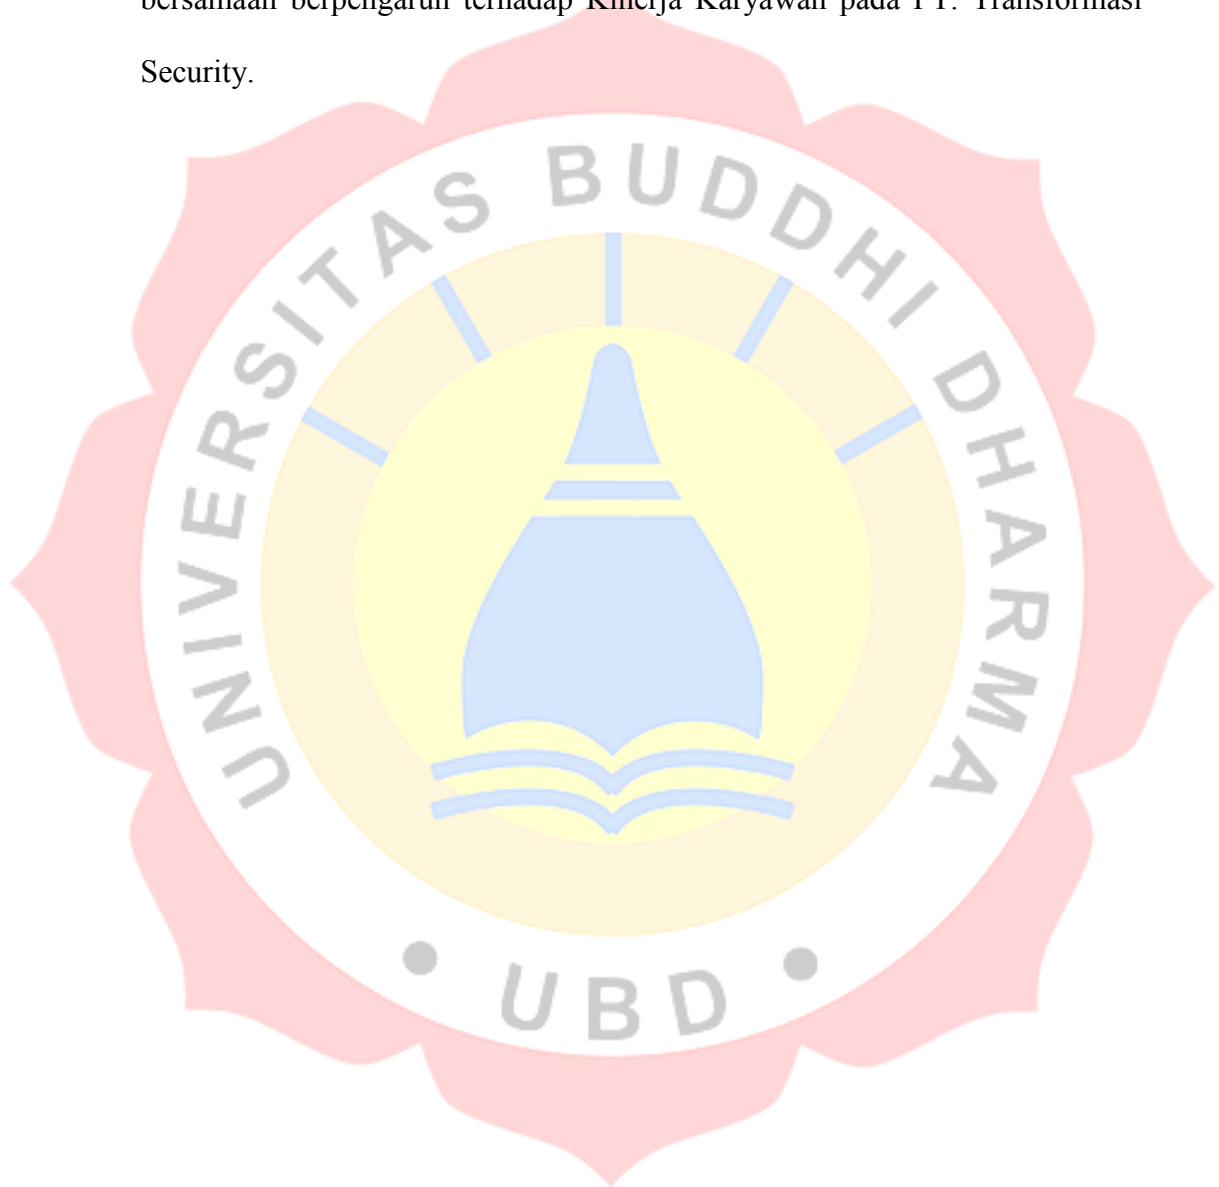 bersamaan berpengaruh terhadap Kinerja Karyawan pada PT. Transformasi
Security.
UNIVERSITAS BUDDHI DHARMA
• UBD •